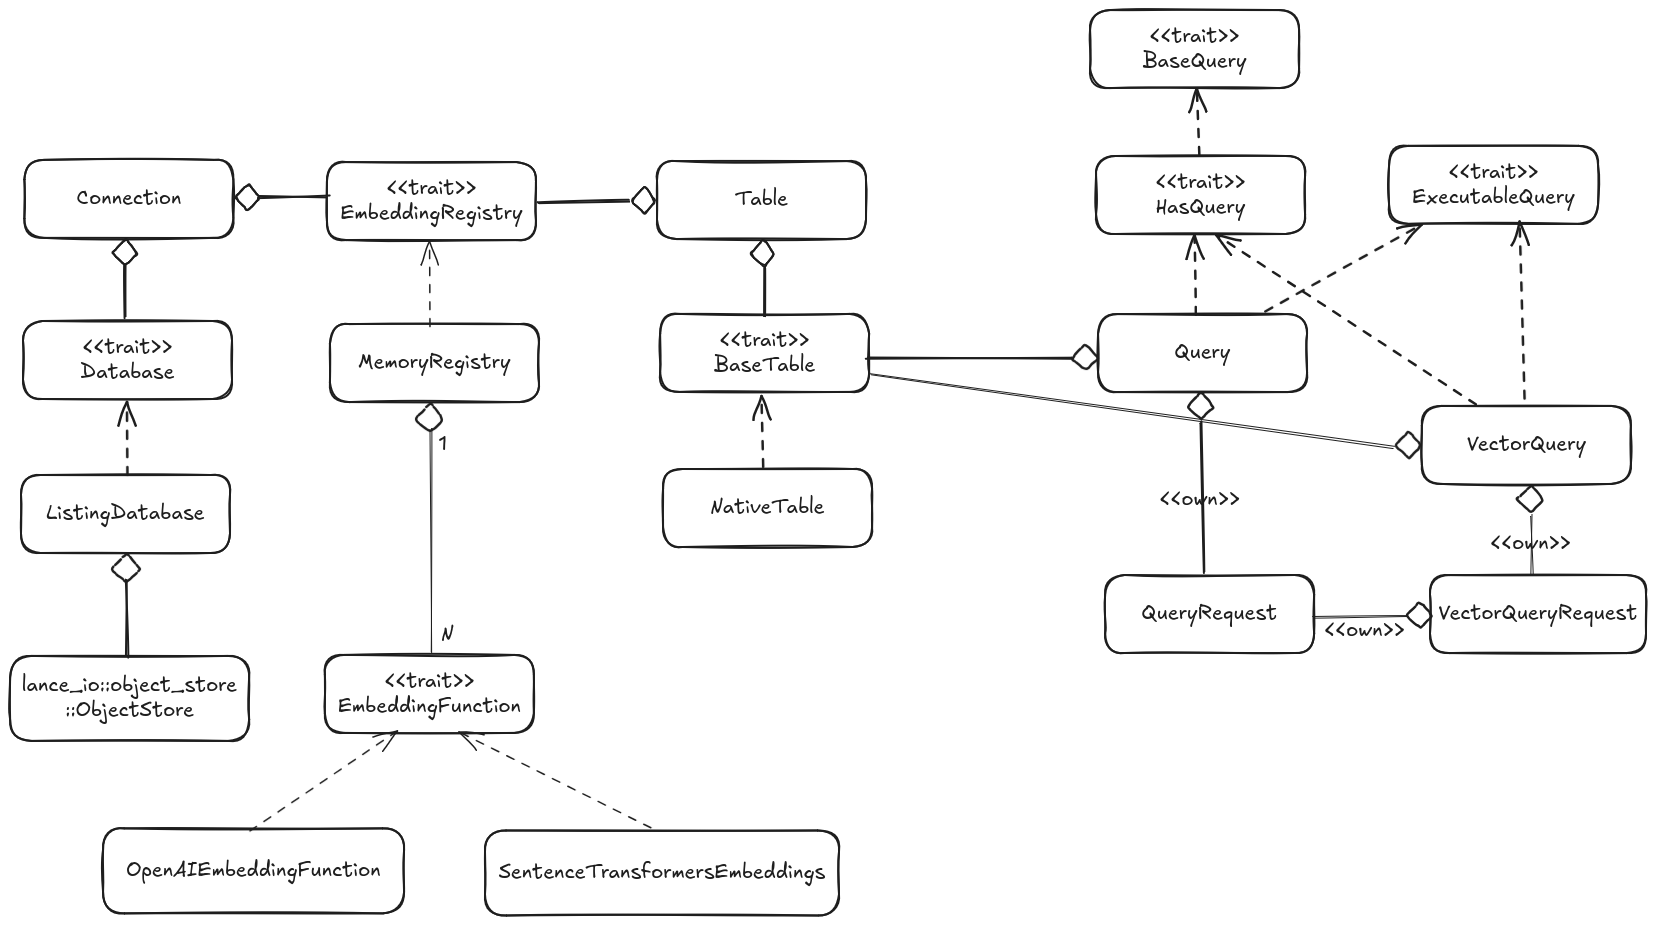 <<trait>>
BaseQuery
Connection
<<trait>>
EmbeddingRegistry
Table
<<trait>>
HasQuery
<<trait>>
ExecutableQuery
<<trait>>
Database
MemoryRegistry
<<trait>>
BaseTable
Query
1
VectorQuery
ListingDatabase
NativeTable
<<own>>
<<own>>
QueryRequest
<<own>>
VectorQueryRequest
N
lance_io::object_store
::ObjectStore
<<trait>>
EmbeddingFunction
OpenAIEmbeddingFunction
SentenceTransformersEmbeddings